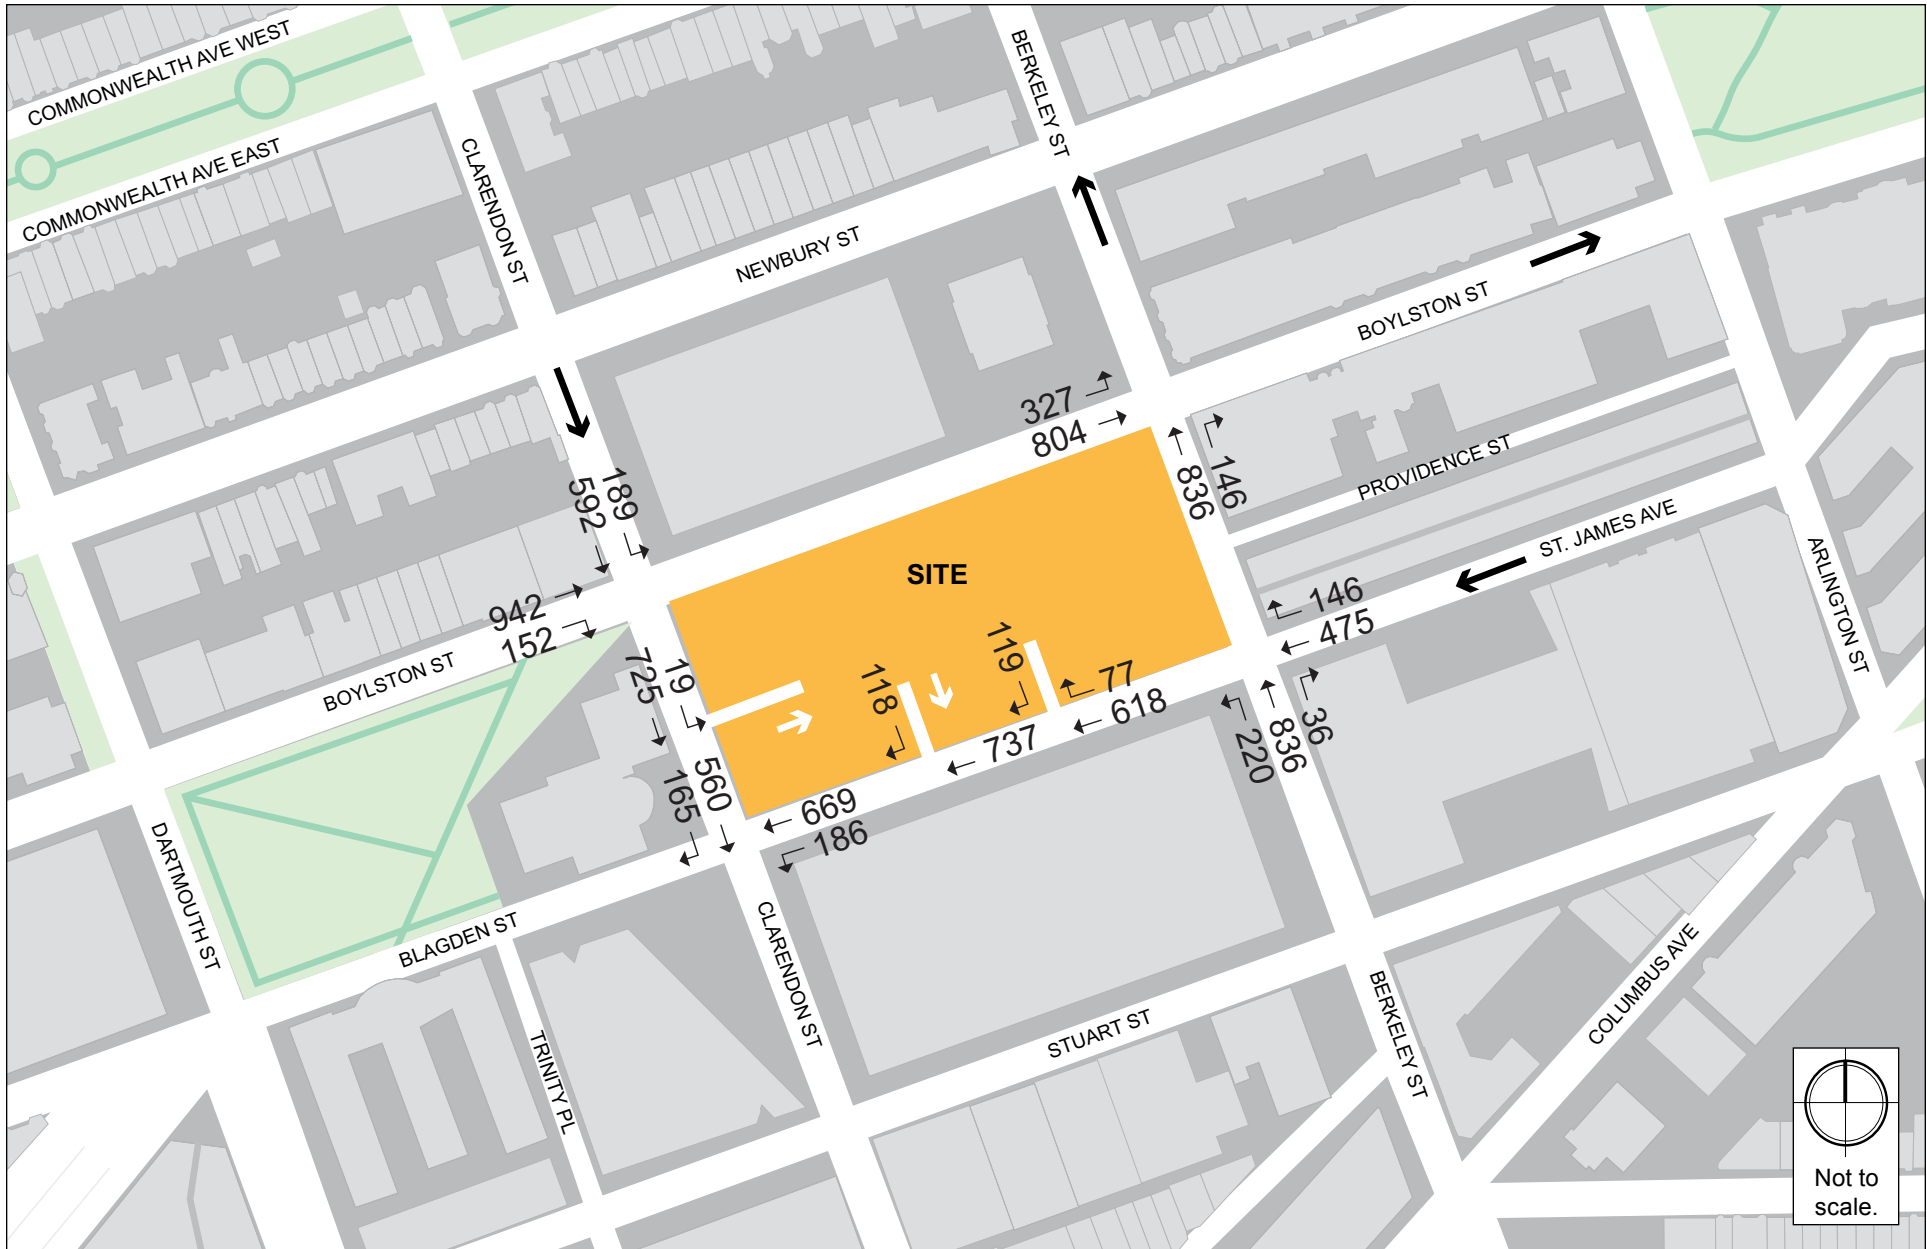 COMMONWEALTH AVE WEST
COMMONWEALTH AVE EAST
CLARENDON ST
BERKELEY ST
NEWBURY ST
BOYLSTON ST
PROVIDENCE ST
ST. JAMES AVE
ARLINGTON ST
327
804
836
146
189
592
942
152
SITE
146
475
725
19
118
119
77
618
737
560
165
669
186
220
836
36
BOYLSTON ST
DARTMOUTH ST
BLAGDEN ST
CLARENDON ST
TRINITY PL
STUART ST
BERKELEY ST
COLUMBUS AVE
Not to
scale.